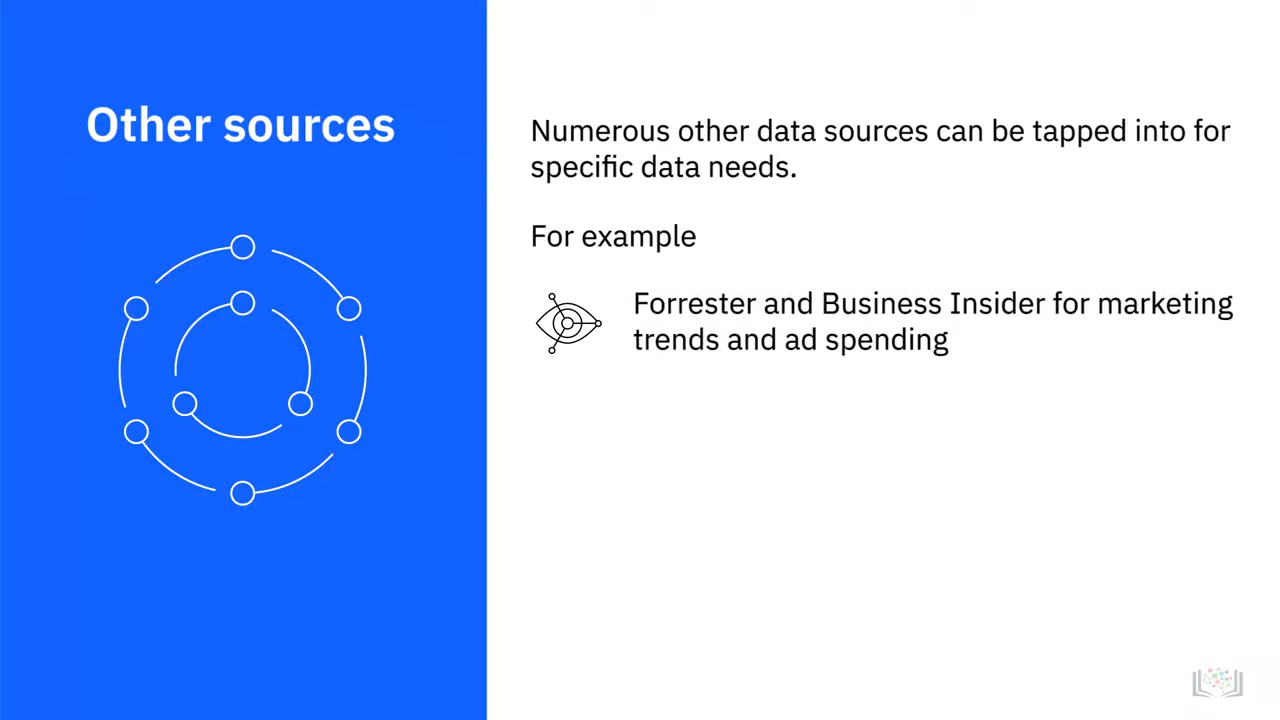 Other sources
Numerous other data sources can be tapped into for
specific data needs.
For example
Forrester and Business Insider for marketing
trends and ad spending